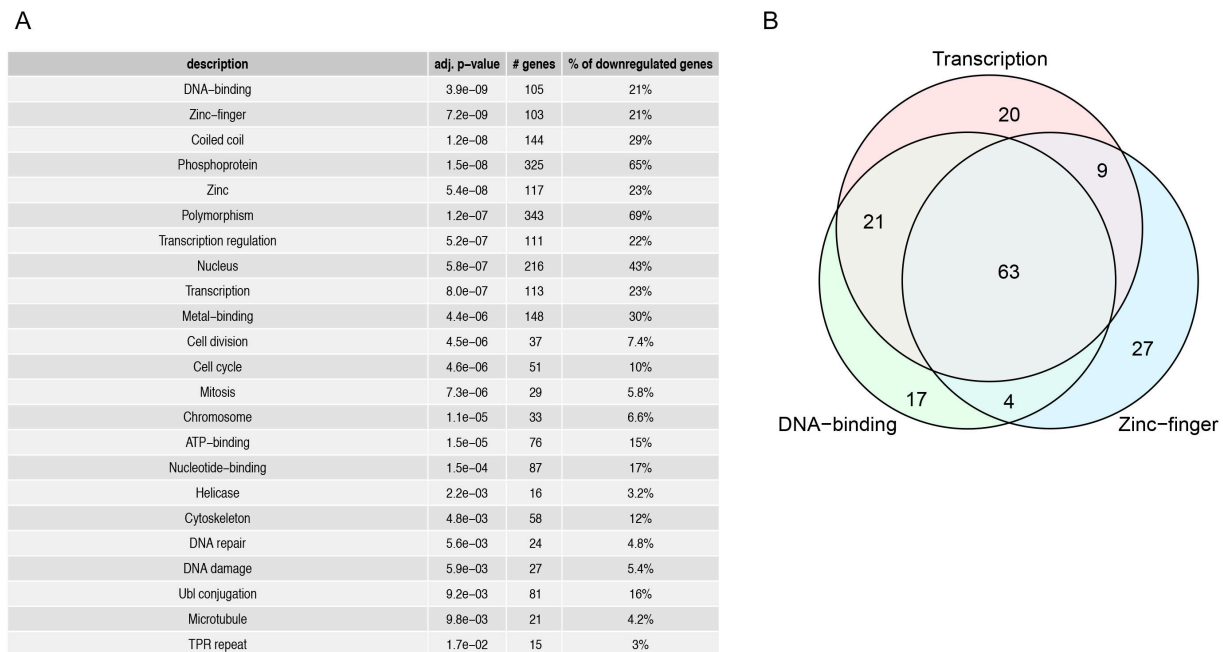 A
description adj. p−value # genes % of downregulated genes
DNA−binding 3.9e−09 105 21%
Zinc−finger 7.2e−09 103 21%
Coiled coil 1.2e−08 144 29%
Phosphoprotein 1.5e−08 325 65%
Zinc 5.4e−08 117 23%
Polymorphism 1.2e−07 343 69%
Transcription regulation 5.2e−07 111 22%
Nucleus 5.8e−07 216 43%
Transcription 8.0e−07 113 23%
Metal−binding 4.4e−06 148 30%
Cell division 4.5e−06 37 7.4%
Cell cycle 4.6e−06 51 10%
Mitosis 7.3e−06 29 5.8%
Chromosome 1.1e−05 33 6.6%
ATP−binding 1.5e−05 76 15%
Nucleotide−binding 1.5e−04 87 17%
Helicase 2.2e−03 16 3.2%
Cytoskeleton 4.8e−03 58 12%
DNA repair 5.6e−03 24 4.8%
DNA damage 5.9e−03 27 5.4%
Ubl conjugation 9.2e−03 81 16%
Microtubule 9.8e−03 21 4.2%
TPR repeat 1.7e−02 15 3%
B
Transcription
20
9
21
63
27
17
4
DNA−binding
Zinc−finger